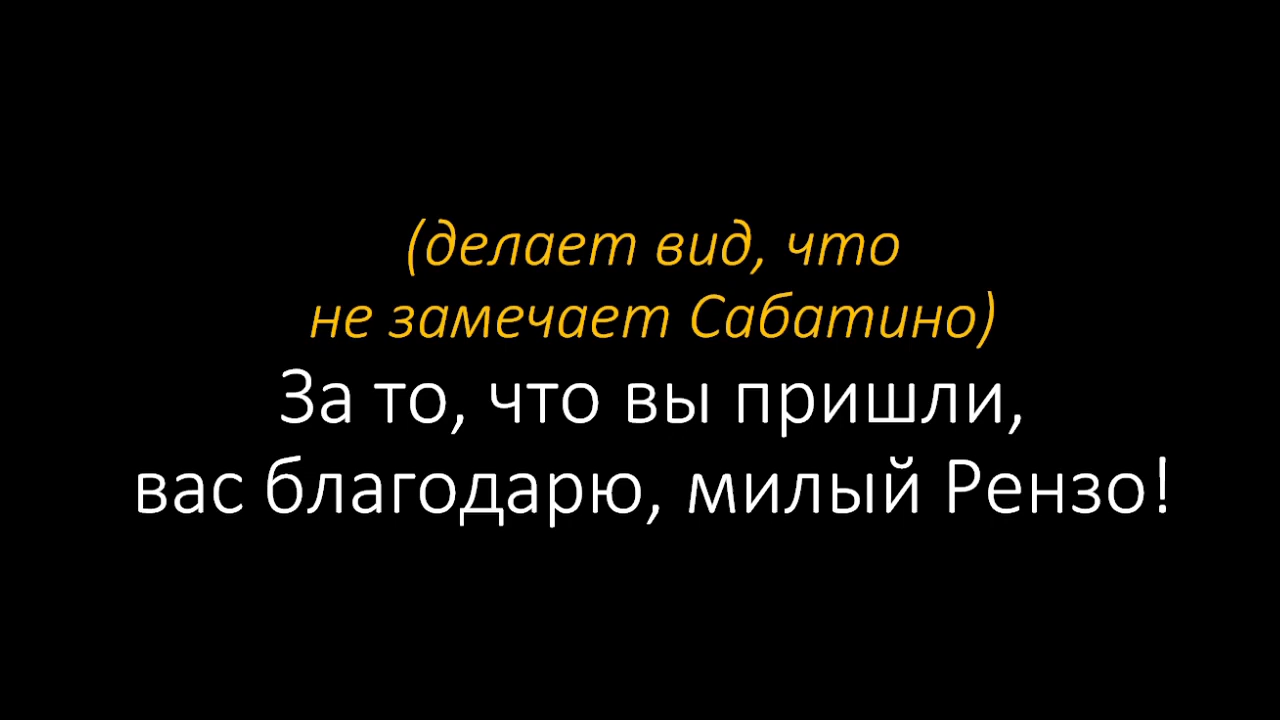 (делает вид, что
не замечает Сабатино)
За то, что вы пришли,
вас благодарю, милый Рензо!